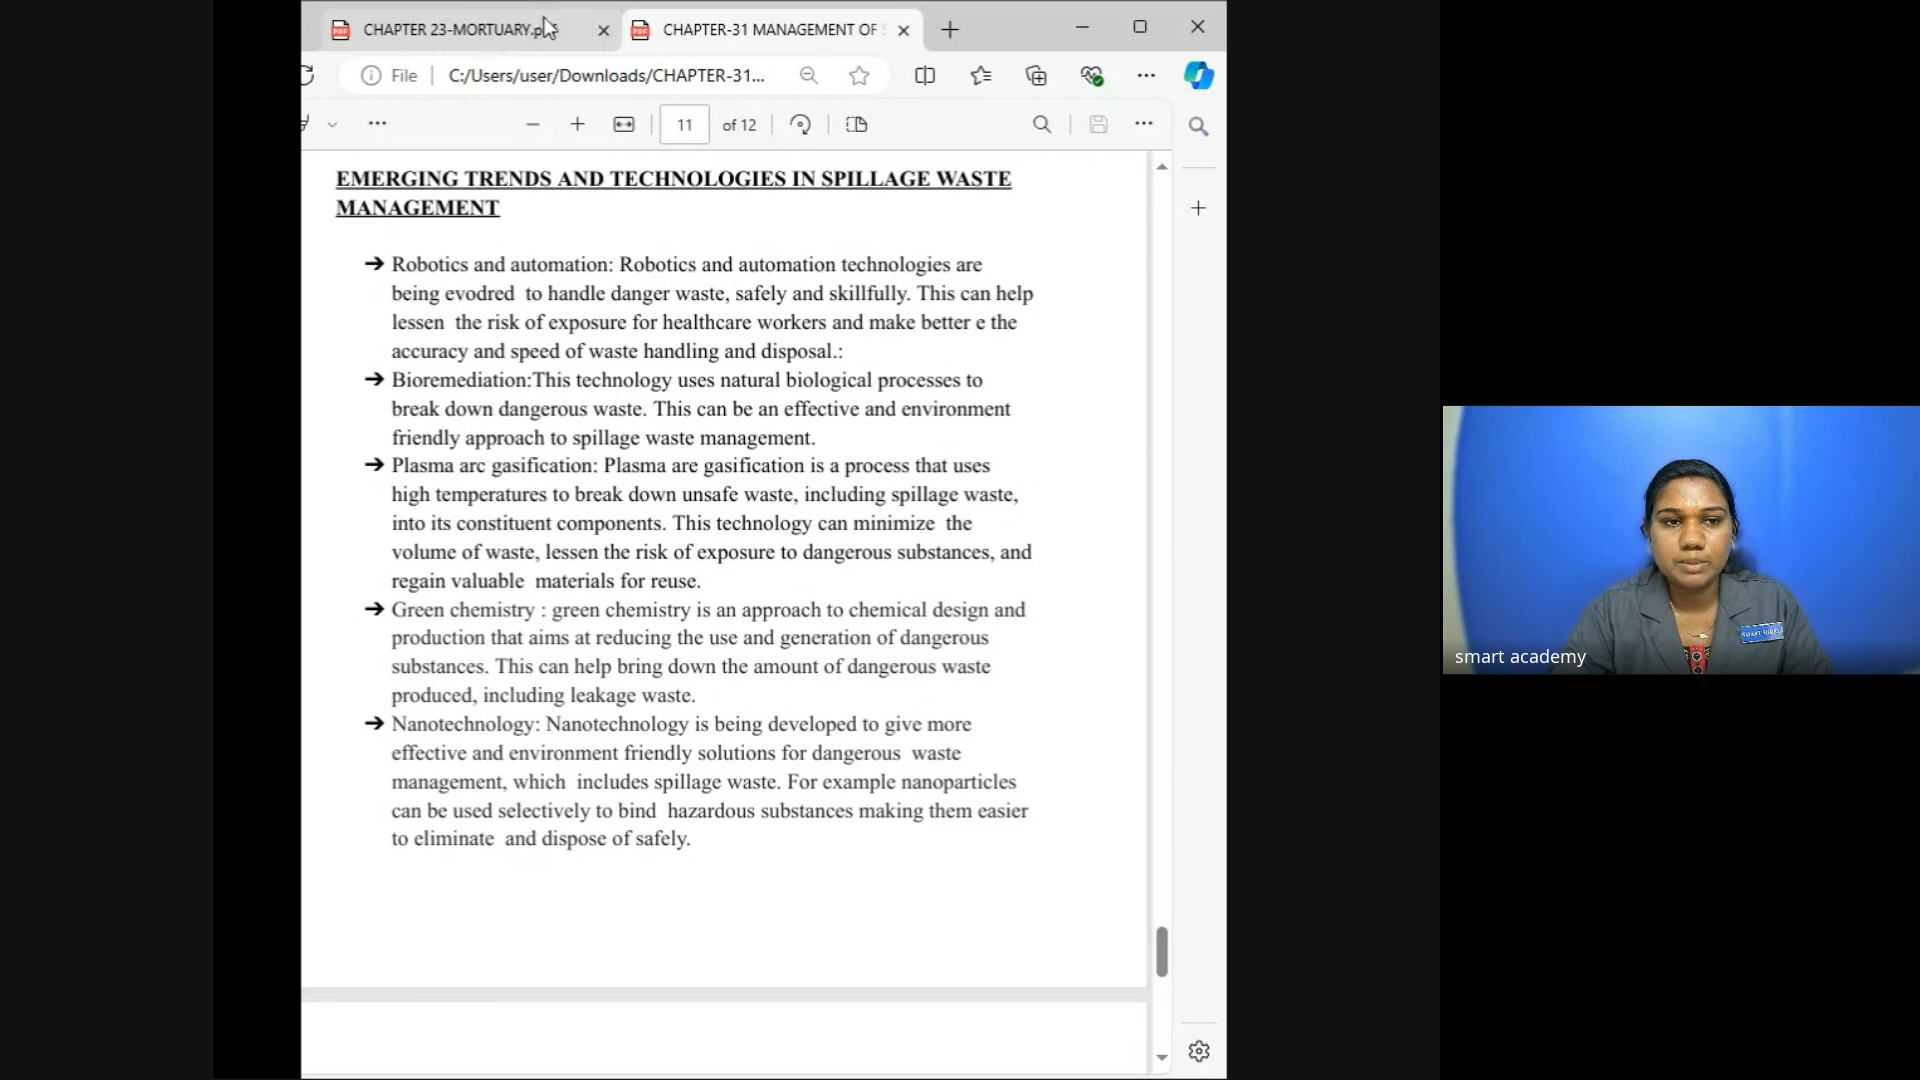 CHAPTER 23-MORTUARY.p
CHAPTER-31 MANAGEMENT OF
File
C:/Users/user/Downloads/CHAPTER-31...
11
of 12
EMERGING TRENDS AND TECHNOLOGIES IN SPILLAGE WASTE
MANAGEMENT
➔ Robotics and automation: Robotics and automation technologies are
being evodred to handle danger waste, safely and skillfully. This can help
lessen the risk of exposure for healthcare workers and make better e the
accuracy and speed of waste handling and disposal.:
➔ Bioremediation:This technology uses natural biological processes to
break down dangerous waste. This can be an effective and environment
friendly approach to spillage waste management.
➔ Plasma arc gasification: Plasma are gasification is a process that uses
high temperatures to break down unsafe waste, including spillage waste,
into its constituent components. This technology can minimize the
volume of waste, lessen the risk of exposure to dangerous substances, and
regain valuable materials for reuse.
➔ Green chemistry : green chemistry is an approach to chemical design and
production that aims at reducing the use and generation of dangerous
substances. This can help bring down the amount of dangerous waste
produced, including leakage waste.
➔ Nanotechnology: Nanotechnology is being developed to give more
effective and environment friendly solutions for dangerous waste
management, which includes spillage waste. For example nanoparticles
can be used selectively to bind hazardous substances making them easier
to eliminate and dispose of safely.
smart academy